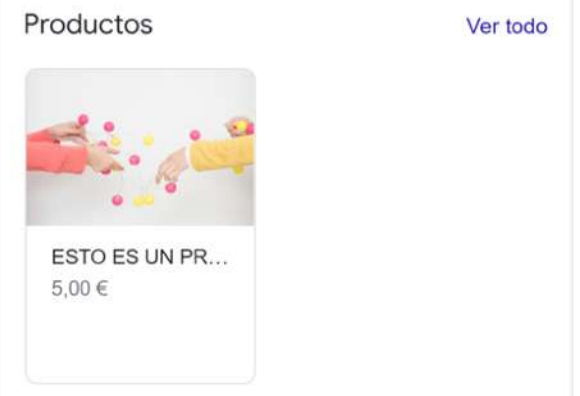 Productos
Ver todo
ESTO ES UN PR...
5,00 €